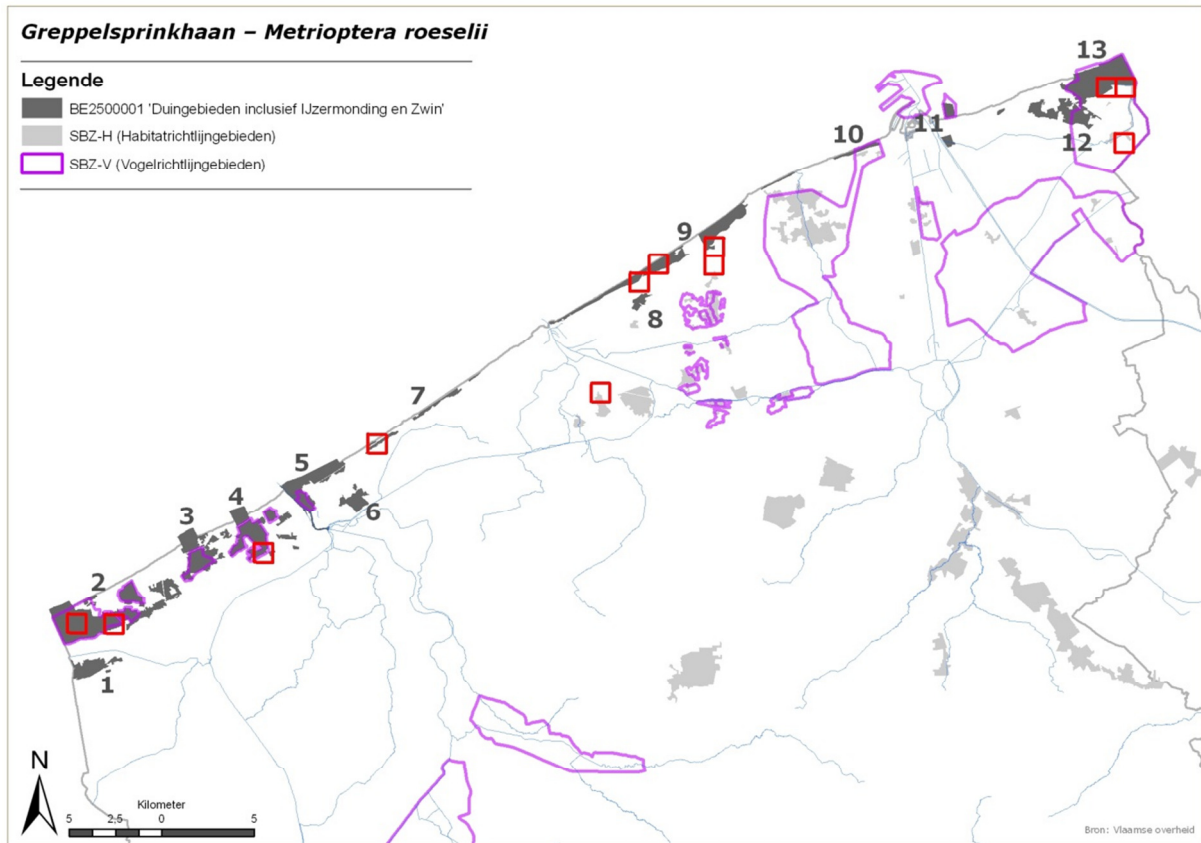 Greppelsprinkhaan – Metrioptera roeselii
Legende
BE2500001 'Duingebieden inclusief IJzermonding en Zwin'
SBZ-H (Habitatrichtlijngebieden)
SBZ-V (Vogelrichtlijngebieden)
13
12
11
10
9
8
7
5
6
4
3
2
1
N
Kilometer
5 2,5 0 5
Bron: Vlaamse overheid